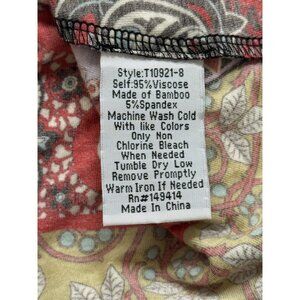 Style:T10921-8
Self:95%Viscose
Made of Bamboo
5%Spandex
Machine Wash Cold
With like Colors
Only Non
Chlorine Bleach
When Needed
Tumble Dry Low
Remove Promptly
Warm Iron If Needed
Rn#149414
Made In China